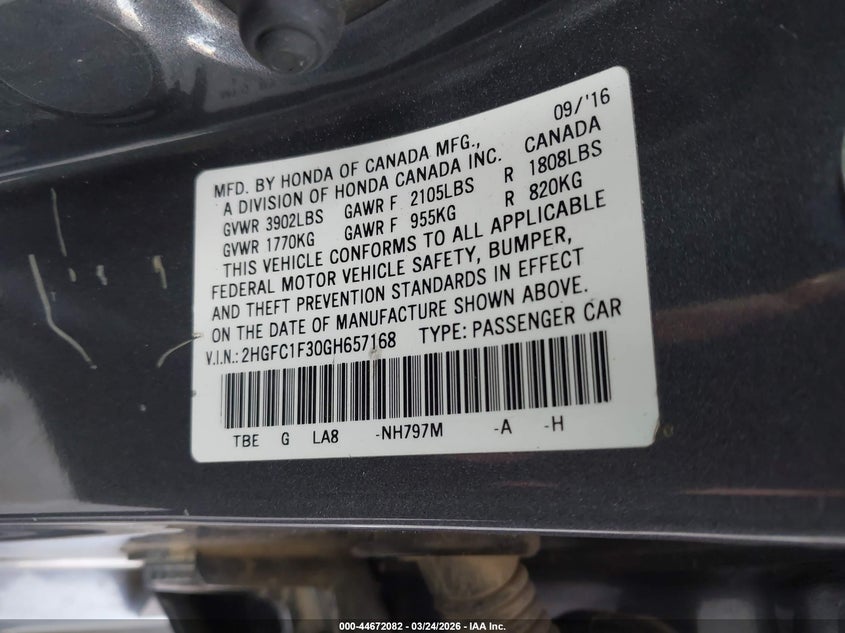 09/'16
MFD. BY HONDA OF CANADA MFG.,
A DIVISION OF HONDA CANADA INC. CANADA
GVWR 3902LBS GAWR F 2105LBS R 1808LBS
GVWR 1770KG GAWR F 955KG R 820KG
THIS VEHICLE CONFORMS TO ALL APPLICABLE
FEDERAL MOTOR VEHICLE SAFETY, BUMPER,
AND THEFT PREVENTION STANDARDS IN EFFECT
ON THE DATE OF MANUFACTURE SHOWN ABOVE.
V.I.N.: 2HGFC1F30GH657168 TYPE: PASSENGER CAR
TBE G LA8 -NH797M -A -H
000-44672082 - 03/24/2026 - IAA Inc.